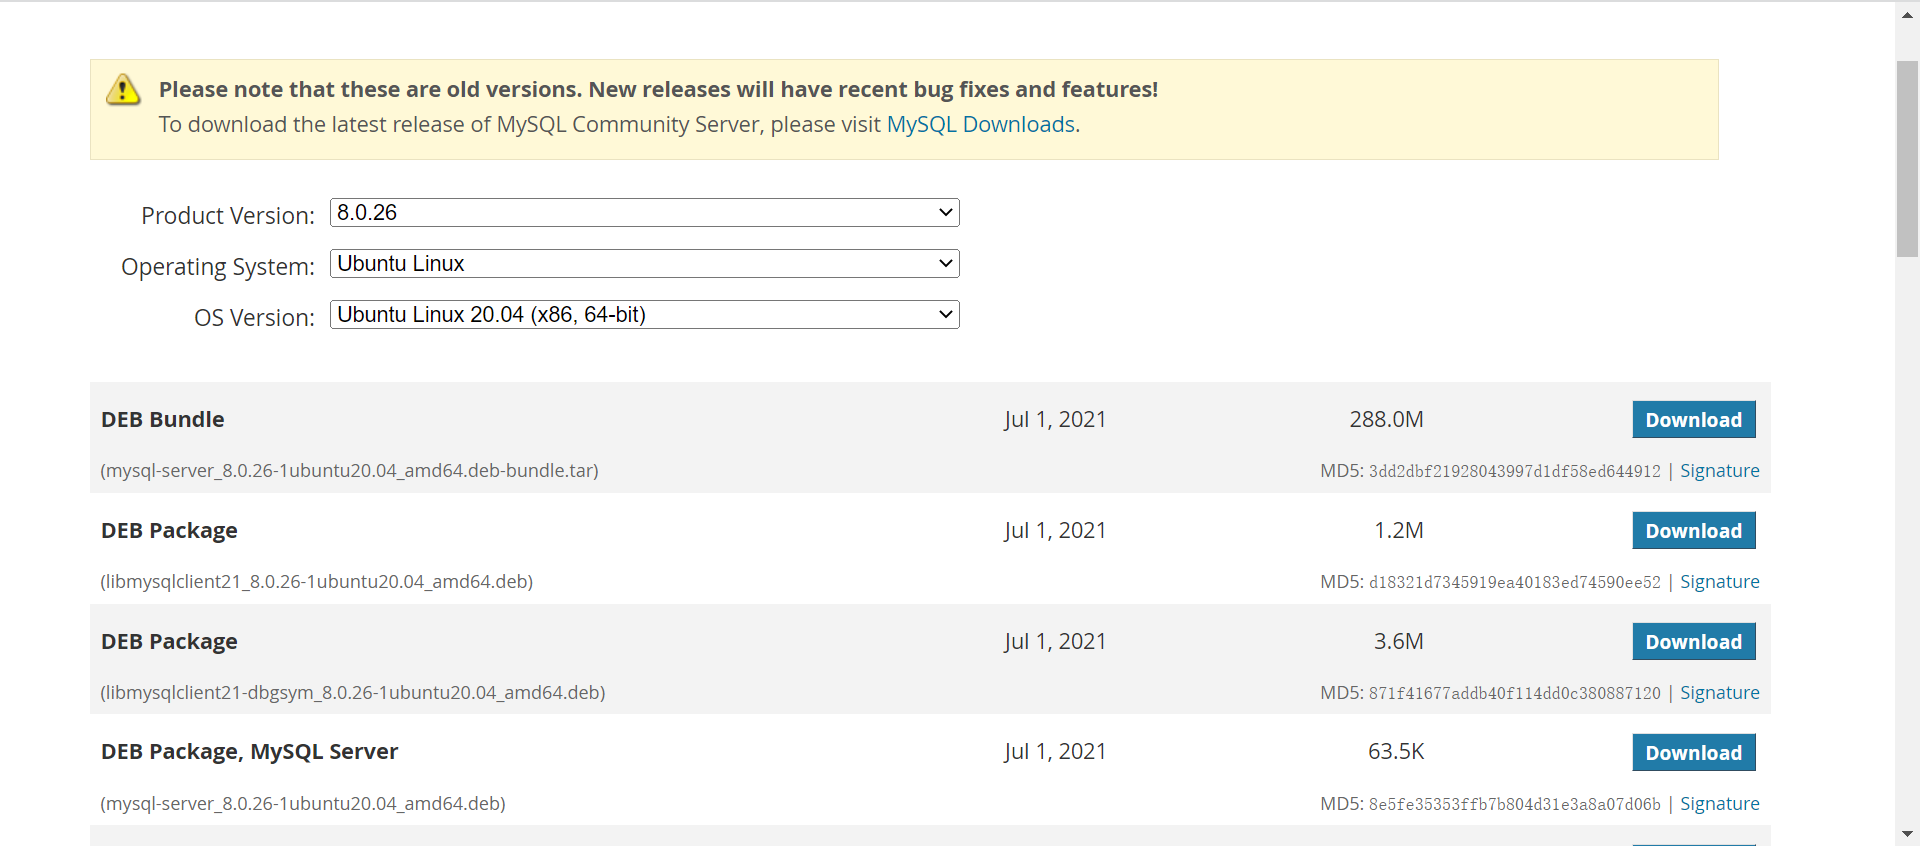 Please note that these are old versions. New releases will have recent bug fixes and features!
To download the latest release of MySQL Community Server, please visit MySQL Downloads.
Product Version: 8.0.26
Operating System: Ubuntu Linux
OS Version: Ubuntu Linux 20.04 (x86, 64-bit)
DEB Bundle Jul 1, 2021 288.0M Download
(mysql-server_8.0.26-1ubuntu20.04_amd64.deb-bundle.tar) MD5: 3dd2dbf21928043997d1df58ed644912 | Signature
DEB Package Jul 1, 2021 1.2M Download
(libmysqlclient21_8.0.26-1ubuntu20.04_amd64.deb) MD5: d18321d7345919ea40183ed74590ee52 | Signature
DEB Package Jul 1, 2021 3.6M Download
(libmysqlclient21-dbgsym_8.0.26-1ubuntu20.04_amd64.deb) MD5: 871f41677addb40f114dd0c380887120 | Signature
DEB Package, MySQL Server Jul 1, 2021 63.5K Download
(mysql-server_8.0.26-1ubuntu20.04_amd64.deb) MD5: 8e5fe35353ffb7b804d31e3a8a07d06b | Signature